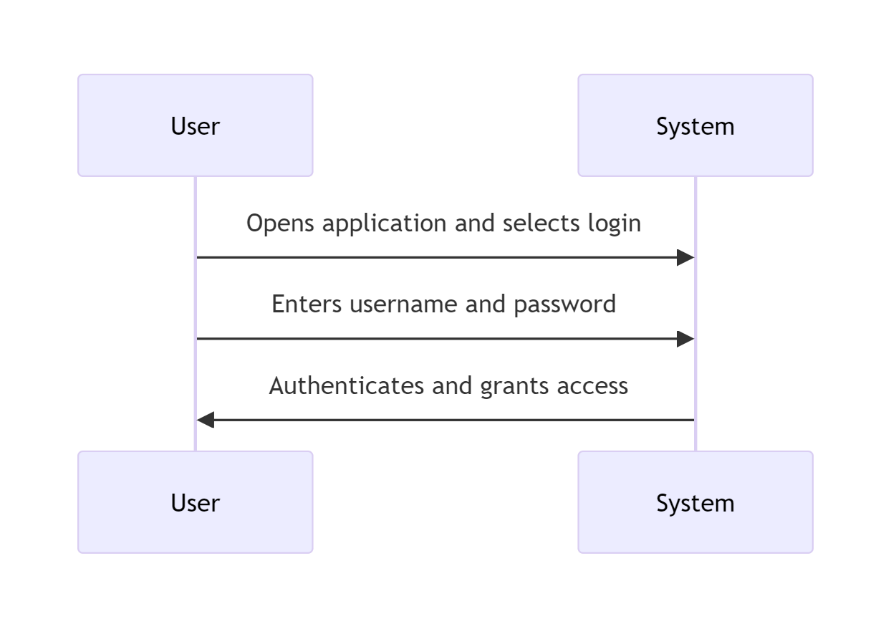 User
System
Opens application and selects login
Enters username and password
Authenticates and grants access
User
System